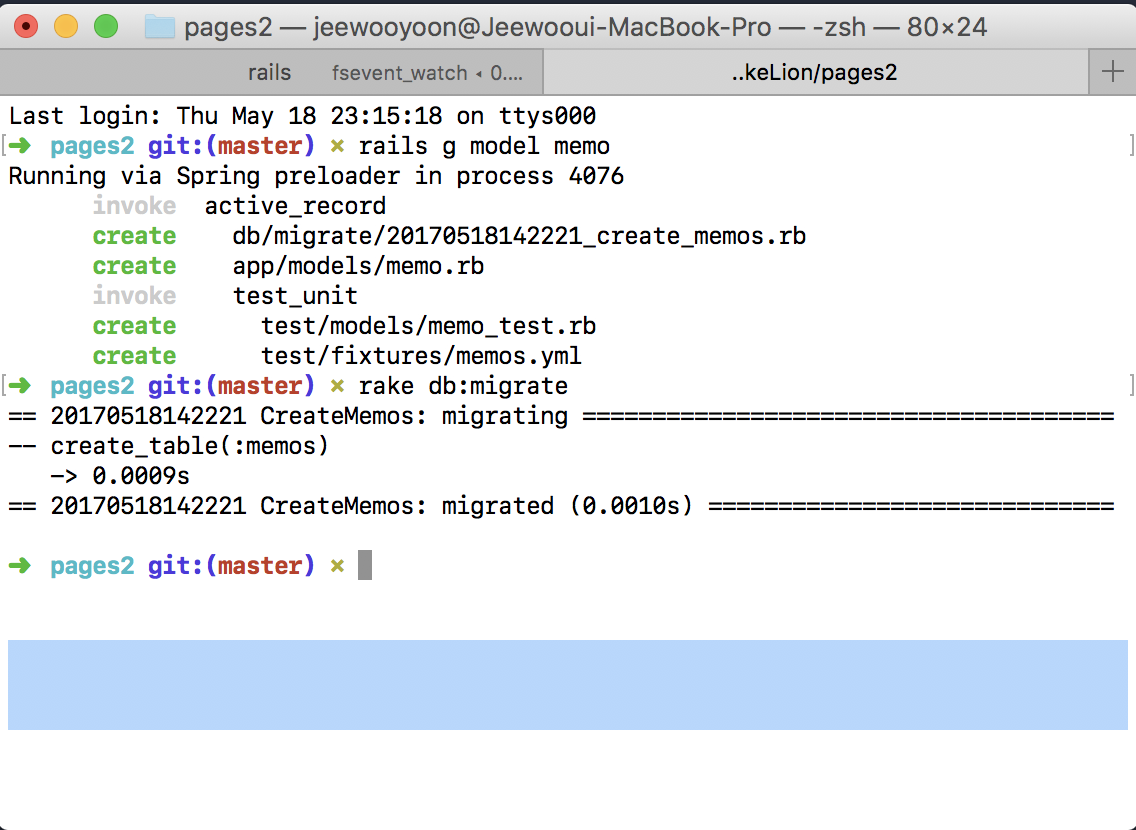 pages2 — jeewooyoon@Jeewooui-MacBook-Pro — -zsh — 80×24
rails fsevent_watch ◂ 0.... ..keLion/pages2 +
Last login: Thu May 18 23:15:18 on ttys000
[➜ pages2 git:(master) × rails g model memo ]
Running via Spring preloader in process 4076
      invoke  active_record
      create    db/migrate/20170518142221_create_memos.rb
      create    app/models/memo.rb
      invoke    test_unit
      create      test/models/memo_test.rb
      create      test/fixtures/memos.yml
[➜ pages2 git:(master) × rake db:migrate ]
== 20170518142221 CreateMemos: migrating ======================================
-- create_table(:memos)
   -> 0.0009s
== 20170518142221 CreateMemos: migrated (0.0010s) =============================
➜ pages2 git:(master) ×